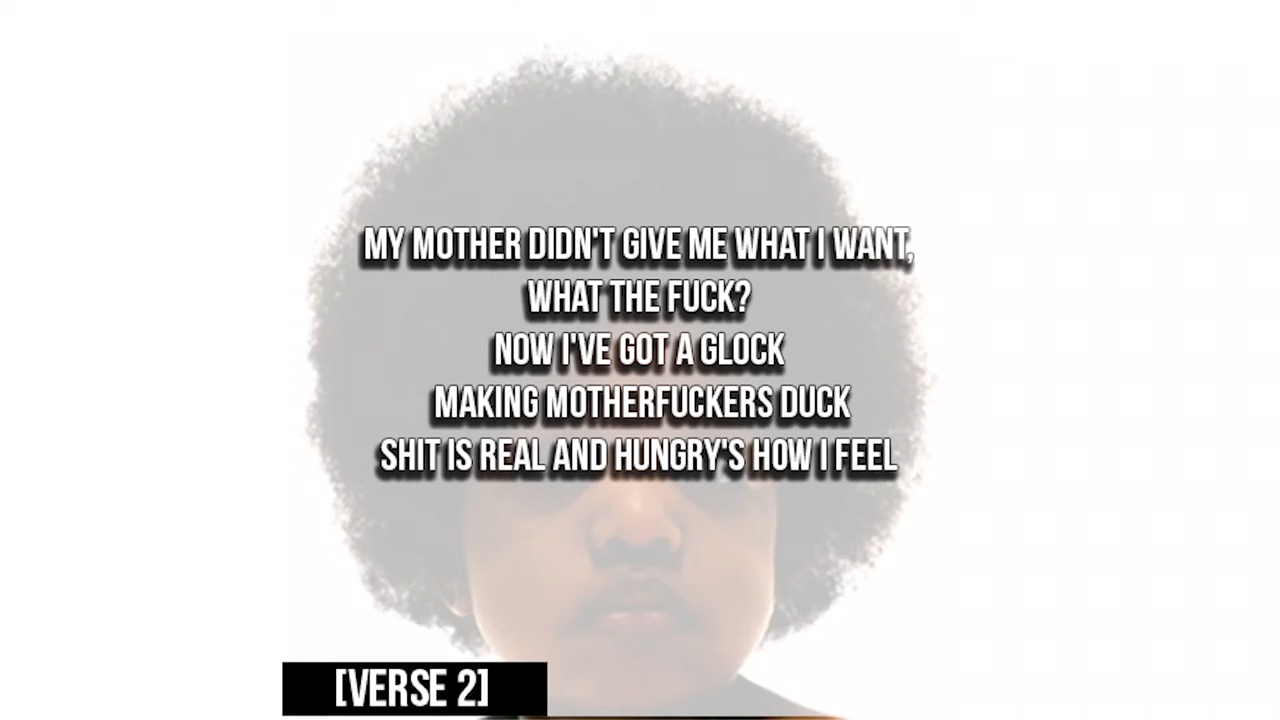 MY MOTHER DIDN'T GIVE ME WHAT I WANT,
WHAT THE FUCK?
NOW I'VE GOT A GLOCK
MAKING MOTHERFUCKERS DUCK
SHIT IS REAL AND HUNGRY'S HOW I FEEL
[VERSE 2]